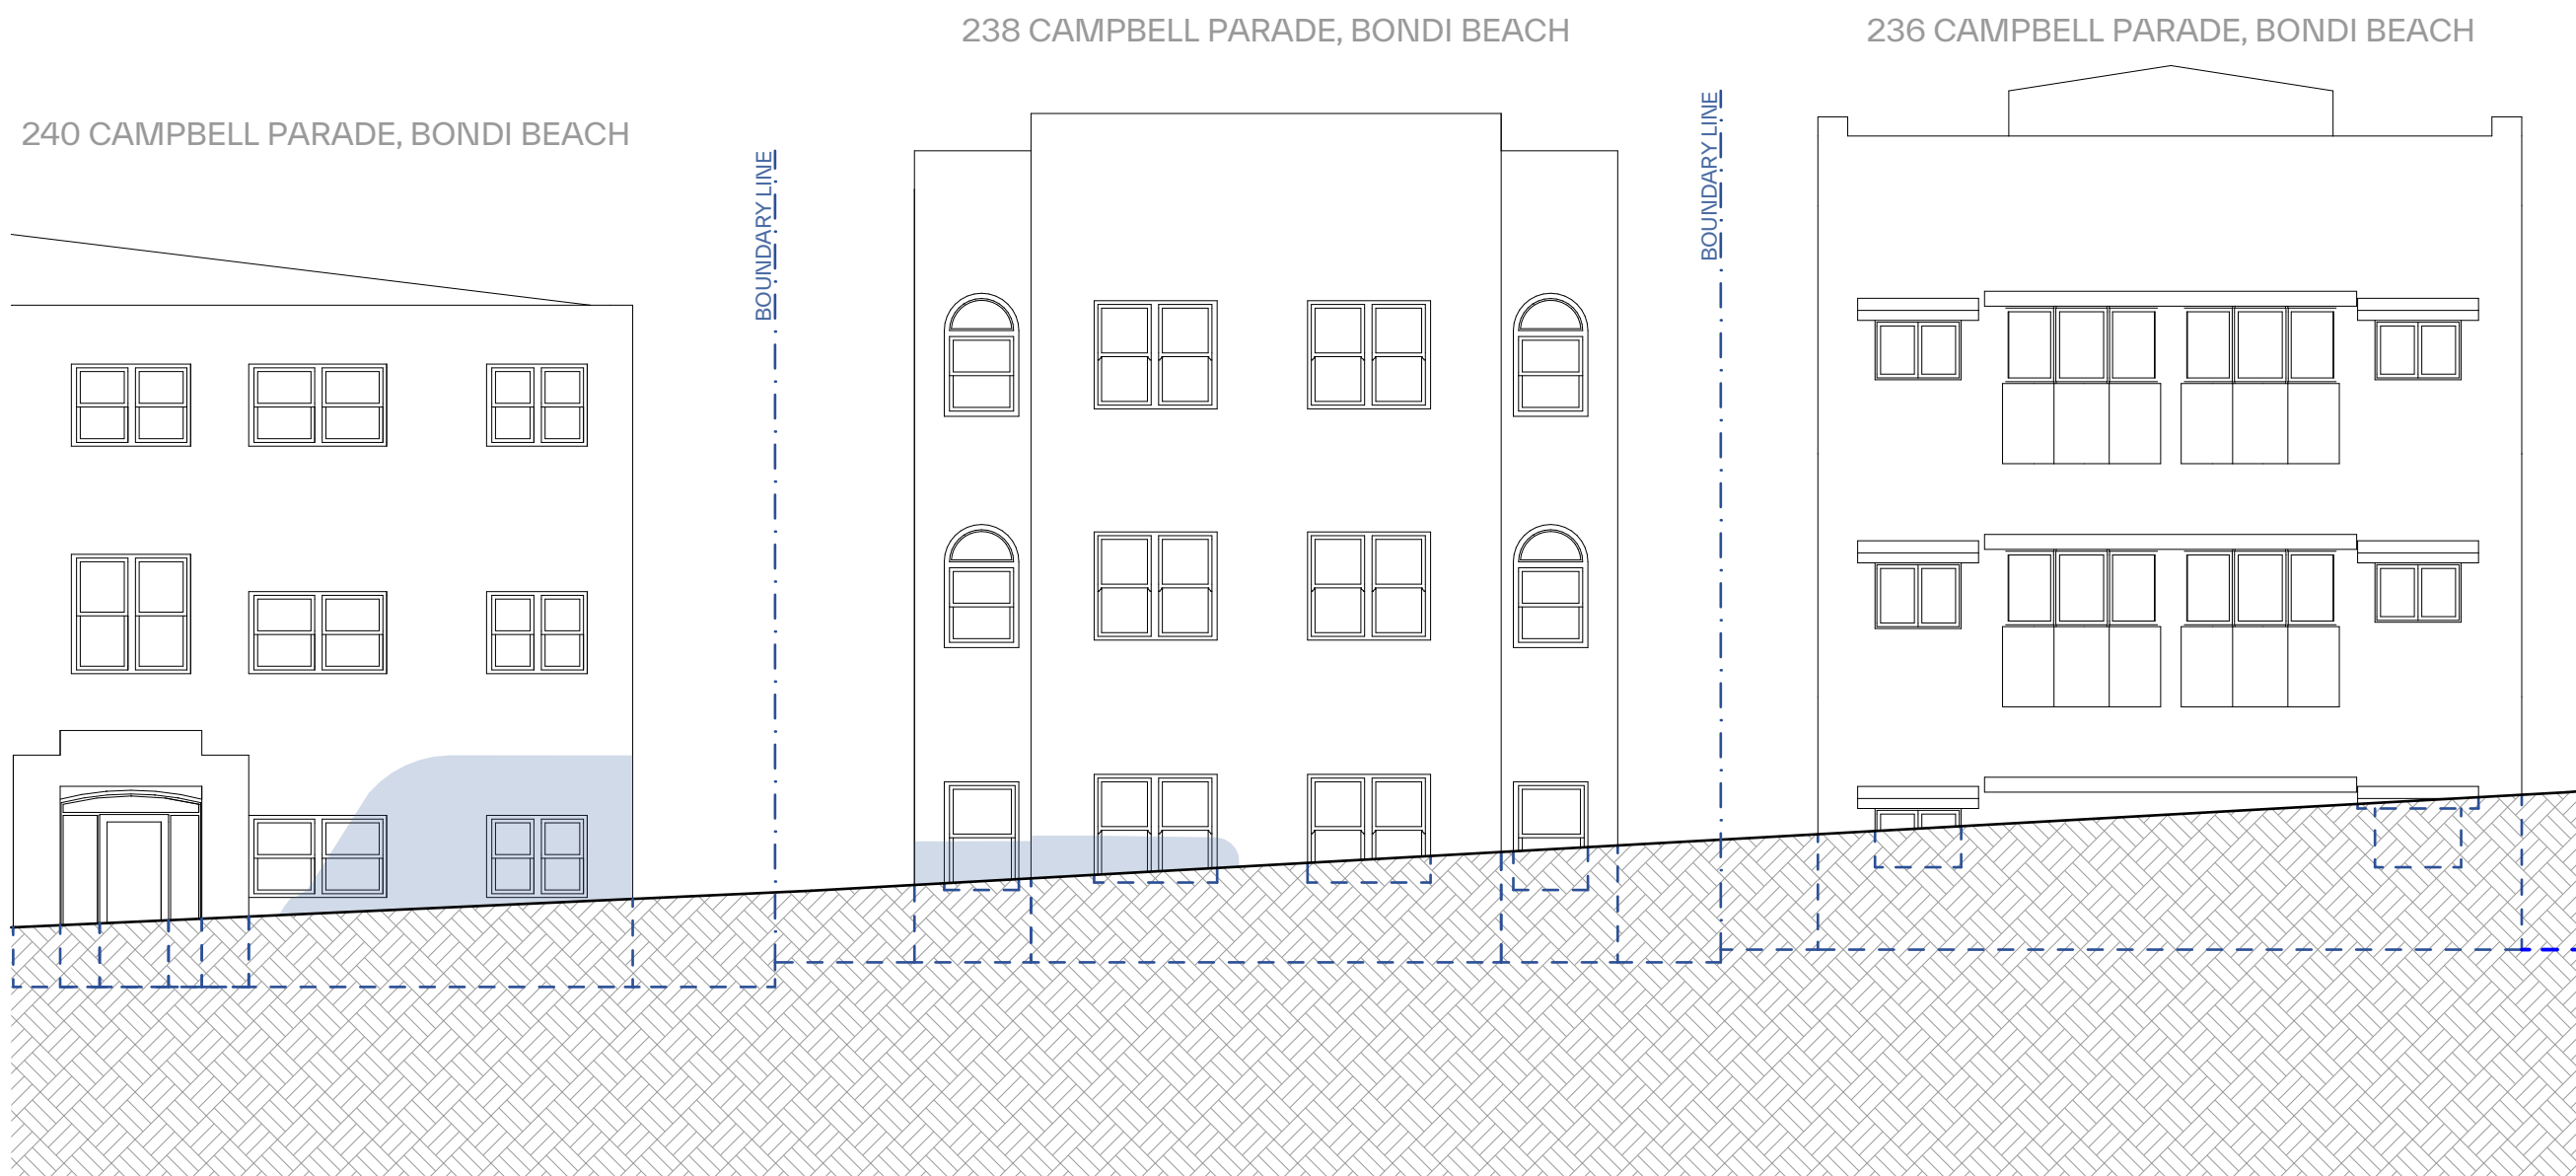 238 CAMPBELL PARADE, BONDI BEACH
236 CAMPBELL PARADE, BONDI BEACH
240 CAMPBELL PARADE, BONDI BEACH
BOUNDARY LINE
BOUNDARY LINE